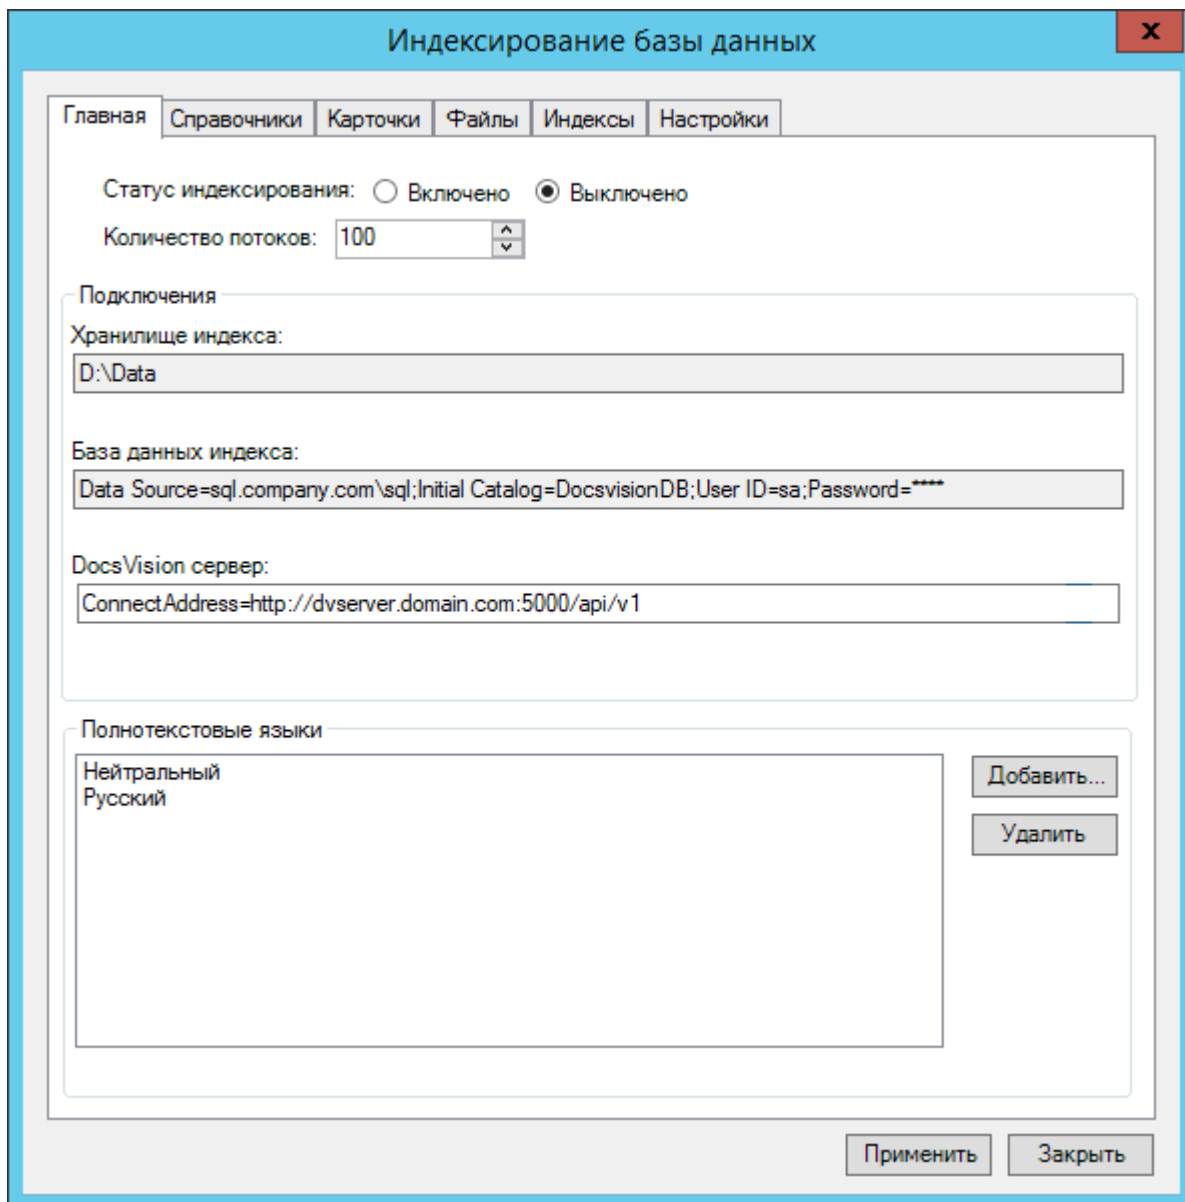 Индексирование базы данных
x
Главная Справочники Карточки Файлы Индексы Настройки
Статус индексирования: Включено Выключено
Количество потоков: 100
Подключения
Хранилище индекса:
D:\Data
База данных индекса:
Data Source=sql.company.com\sql;Initial Catalog=DocsvisionDB;User ID=sa;Password=****
DocsVision сервер:
ConnectAddress=http://dvserver.domain.com:5000/api/v1
Полнотекстовые языки
Нейтральный
Русский
Добавить...
Удалить
Применить Закрыть